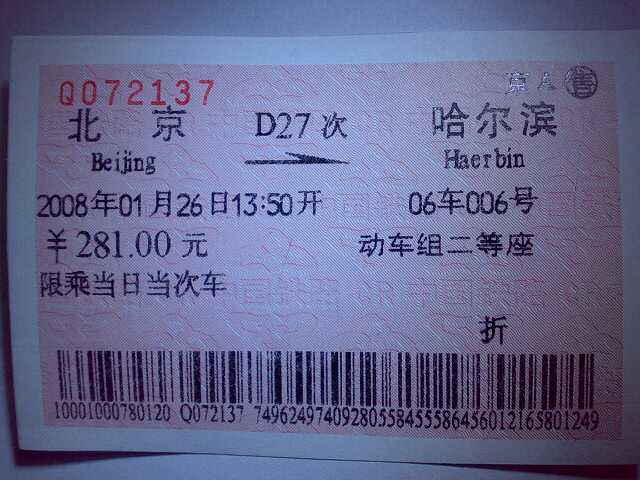 京A 售
Q072137
北京 D27次 哈尔滨
Beijing Haerbin
2008年01月26日13:50开 06车006号
￥281.00元 动车组二等座
限乘当日当次车
折
10001000780120 Q072137 7496249740928055845558645601216580124​9